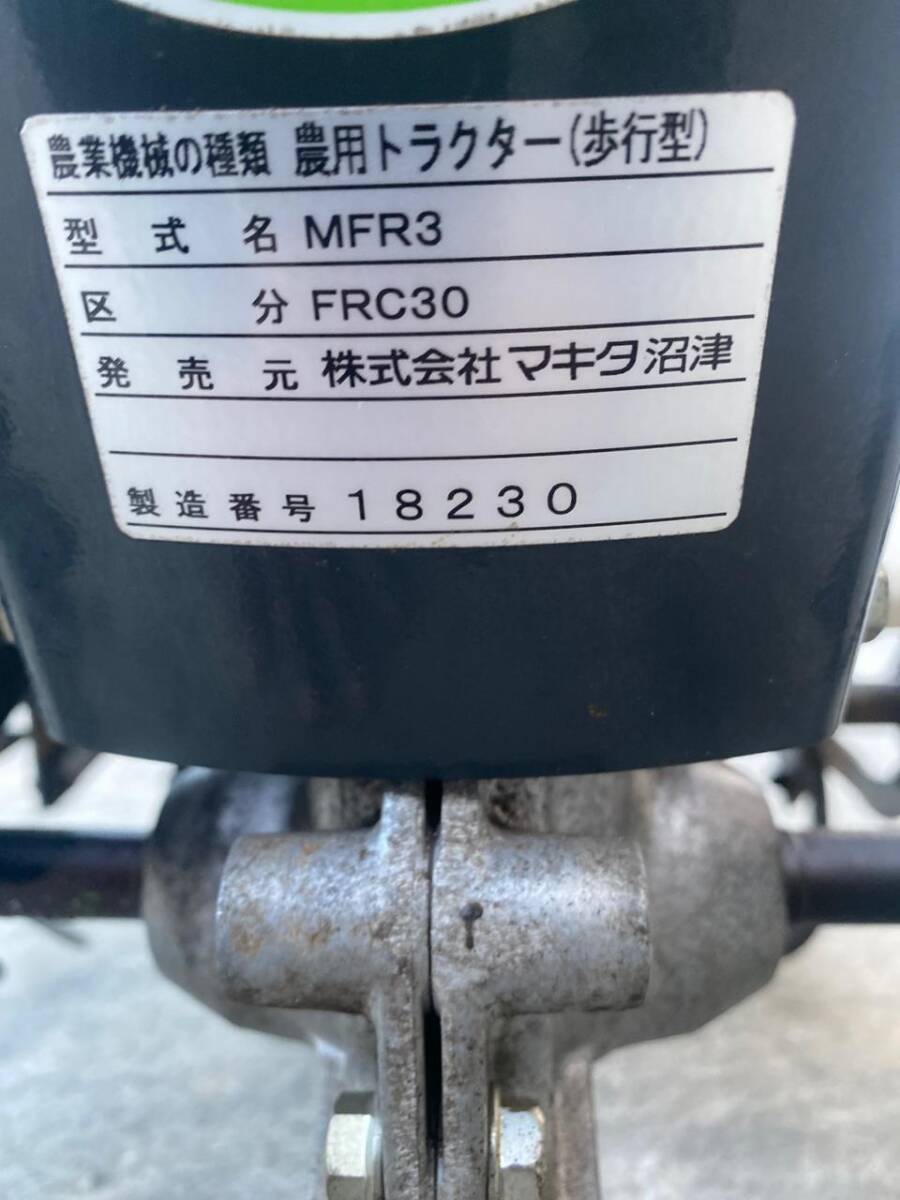 農業機械の種類 農用トラクター(歩行型)
型式名 MFR3
区分 FRC30
発売元 株式会社マキタ沼津
製造番号 18230